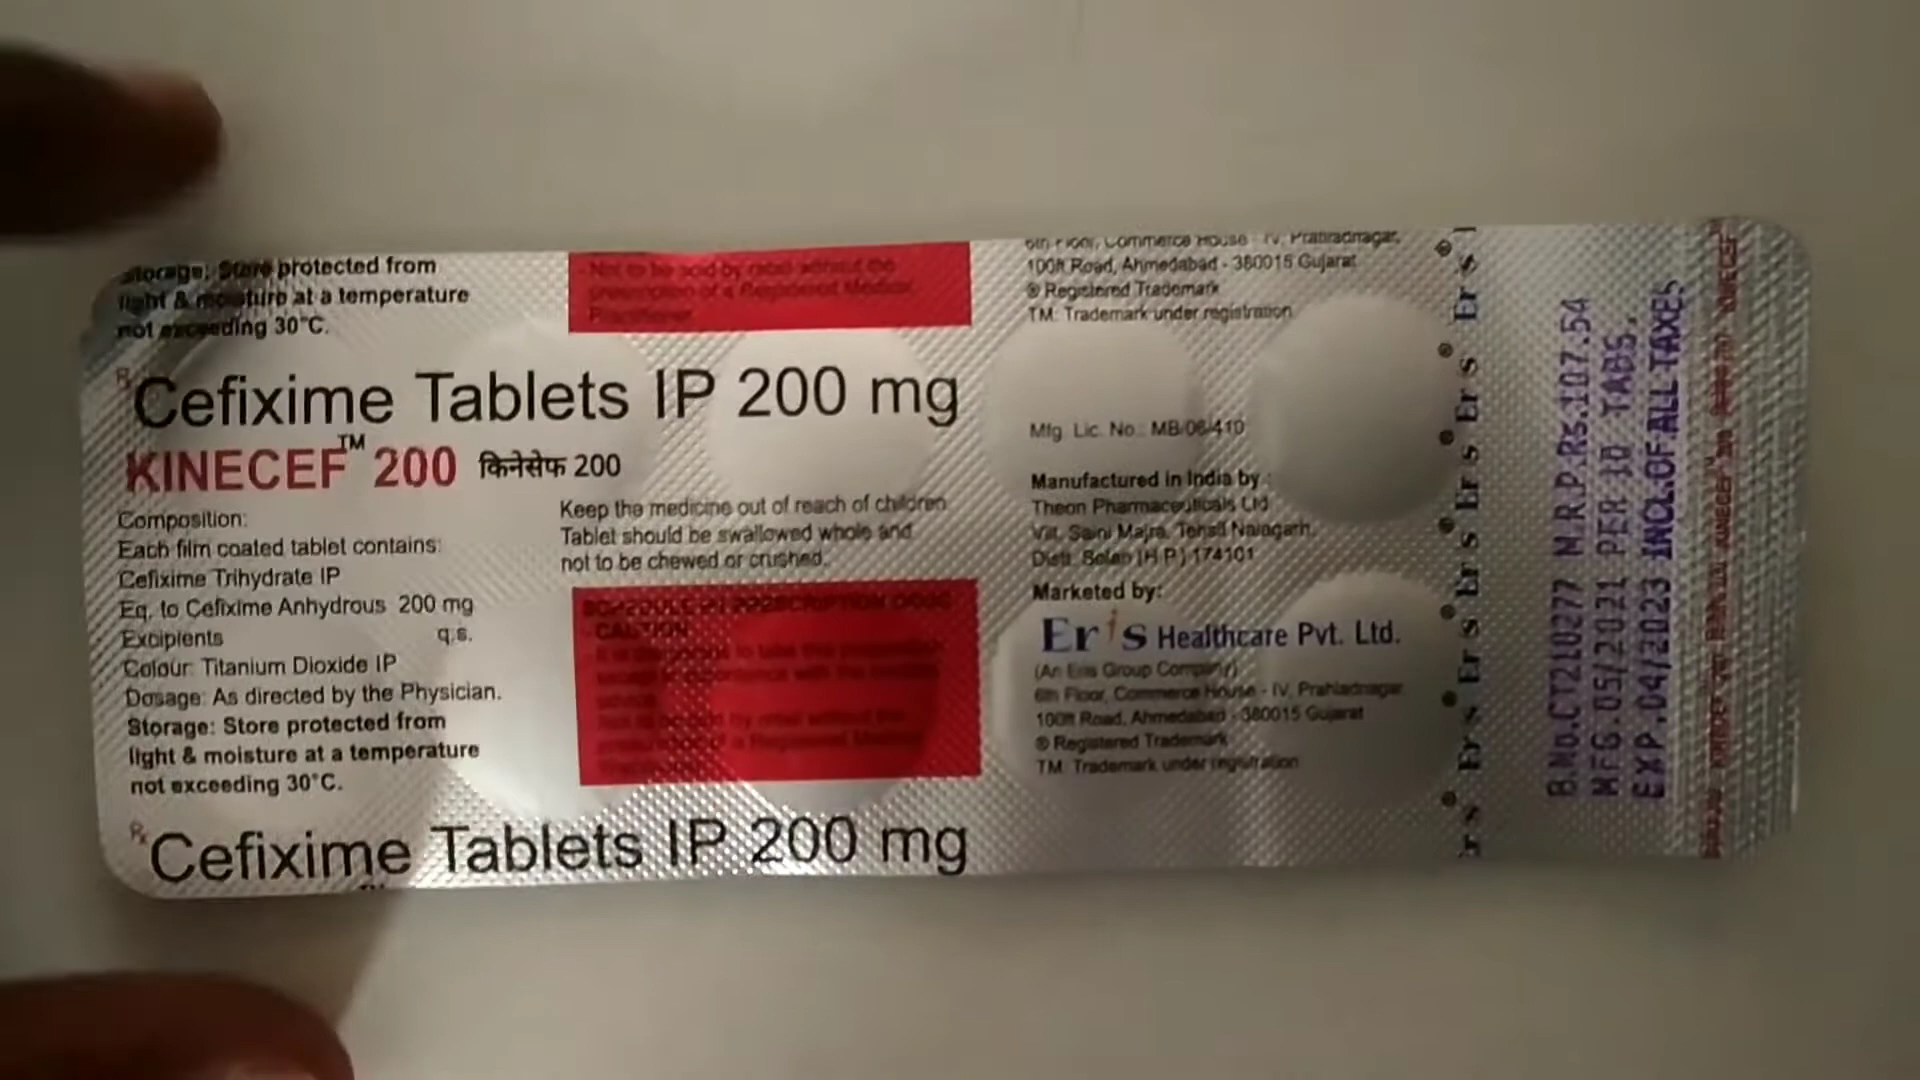 Storage: Store protected from
light & moisture at a temperature
not exceeding 30°C.
Not to be sold by retail without the
prescription of a Registered Medical
Practitioner.
6th Floor, Commerce House - IV, Prahladnagar,
100ft Road, Ahmedabad - 380015 Gujarat
® Registered Trademark
TM: Trademark under registration
Rx
Cefixime Tablets IP 200 mg
KINECEF™ 200 किनेसेफ 200
Composition:
Each film coated tablet contains:
Cefixime Trihydrate IP
Eq. to Cefixime Anhydrous 200 mg
Excipients q.s.
Colour: Titanium Dioxide IP
Dosage: As directed by the Physician.
Storage: Store protected from
light & moisture at a temperature
not exceeding 30°C.
Keep the medicine out of reach of children
Tablet should be swallowed whole and
not to be chewed or crushed.
PRESCRIPTION DRUG
CAUTION
Mfg. Lic. No.: MB/06/410
Manufactured in India by :
Theon Pharmaceuticals Ltd
Vill. Saini Majra, Tehsil Nalagarh,
Distt. Solan (H.P.) 174101
Marketed by:
Eris Healthcare Pvt. Ltd.
(An Eris Group Company)
6th Floor, Commerce House - IV, Prahladnagar
100ft Road, Ahmedabad - 380015 Gujarat
® Registered Trademark
TM: Trademark under registration
Rx
Cefixime Tablets IP 200 mg
Eris® Eris® Eris® Eris® Eris® Eris®
B.No.CT210277 M.R.P.Rs.107.54
MFG.05/2021 PER 10 TABS.
EXP.04/2023 INCL.OF ALL TAXES